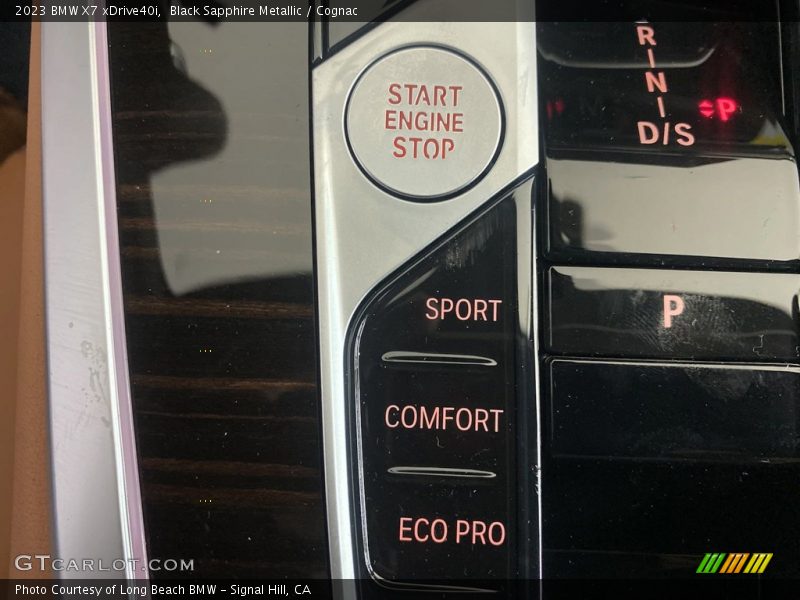 2023 BMW X7 xDrive40i, Black Sapphire Metallic / Cognac
START
ENGINE
STOP
R
N
D/S
P
SPORT
P
COMFORT
ECO PRO
GTCARLOT.COM
Photo Courtesy of Long Beach BMW - Signal Hill, CA